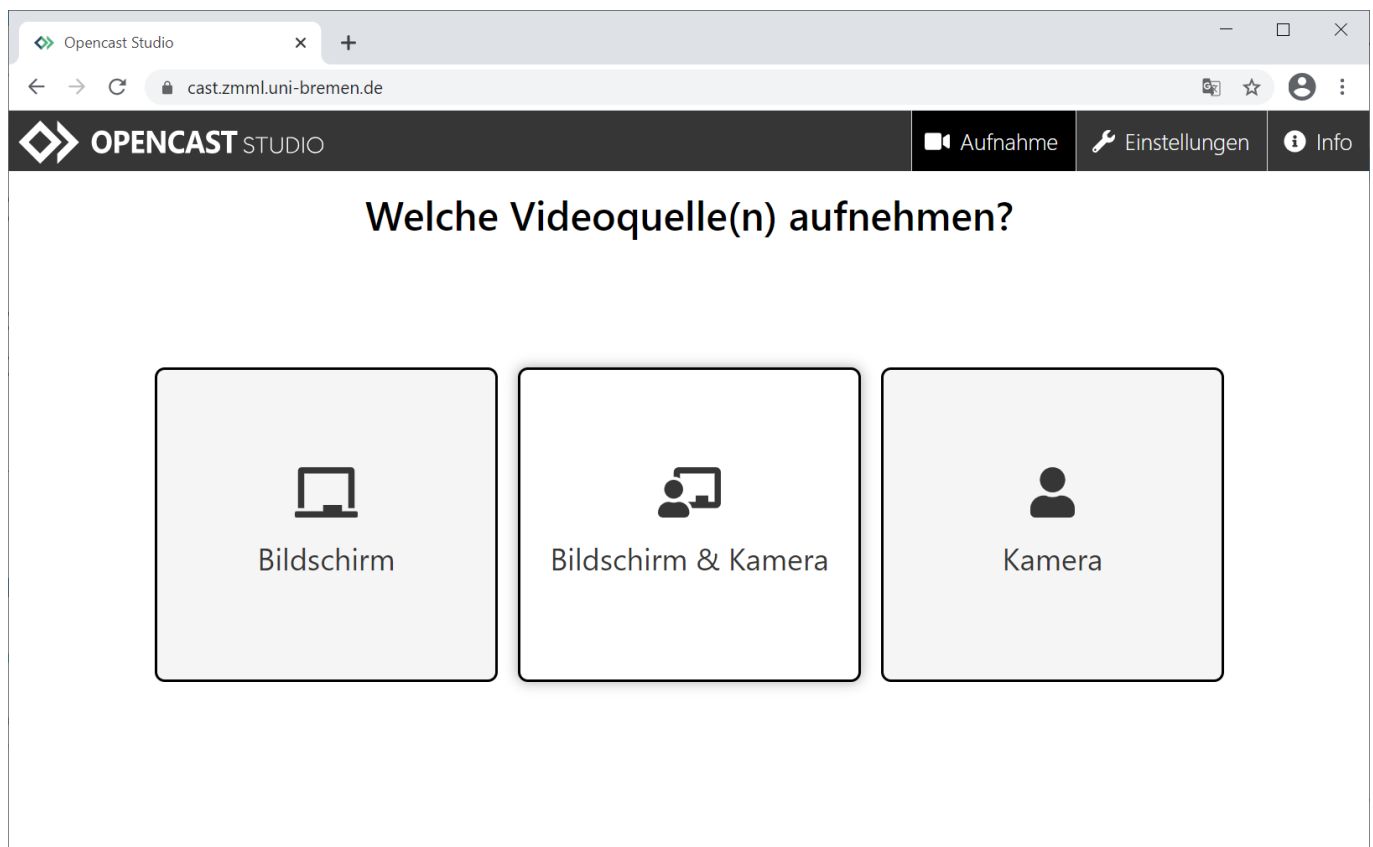 Opencast Studio
cast.zmml.uni-bremen.de
OPENCAST STUDIO
Aufnahme
Einstellungen
Info
Welche Videoquelle(n) aufnehmen?
Bildschirm
Bildschirm & Kamera
Kamera